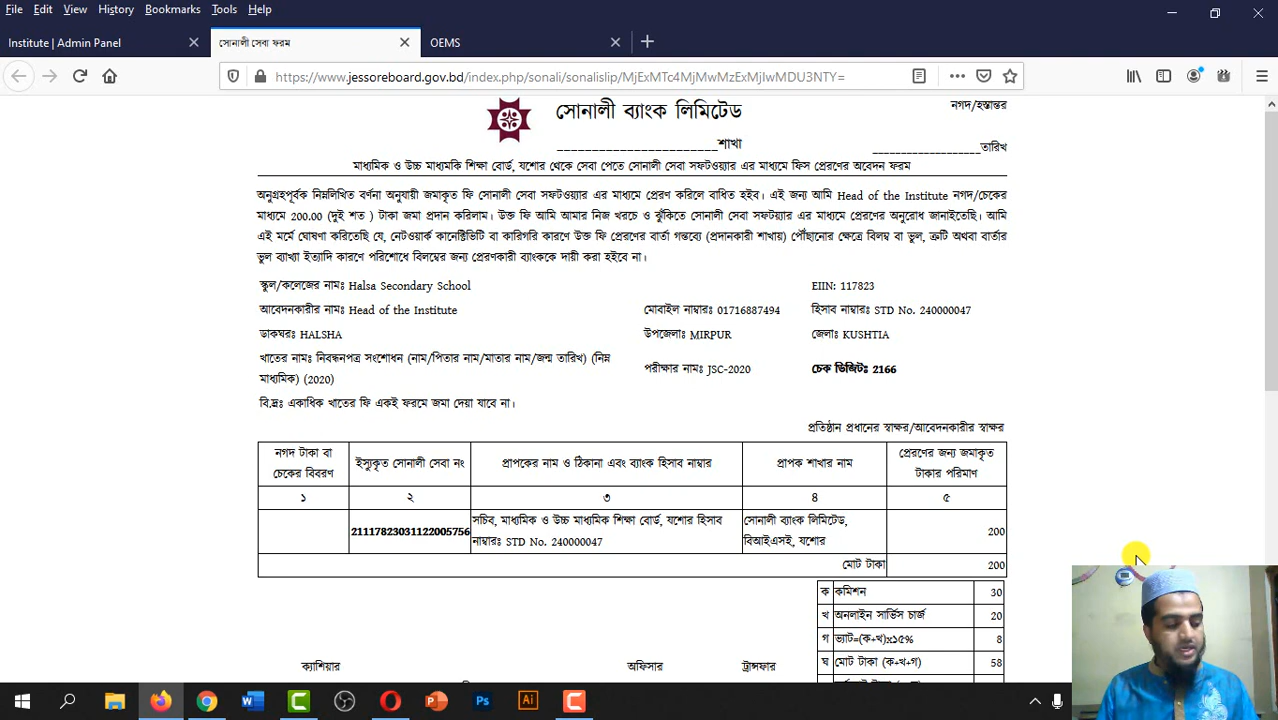 File Edit View History Bookmarks Tools Help
Institute | Admin Panel
সোনালী সেবা ফরম
OEMS
https://www.jessoreboard.gov.bd/index.php/sonali/sonalislip/MjExMTc4MjMwMzExMjIwMDU3NTY=
সোনালী ব্যাংক লিমিটেড
নগদ/হস্তান্তর
______________________শাখা
___________________তারিখ
মাধ্যমিক ও উচ্চ মাধ্যমকি শিক্ষা বোর্ড, যশোর থেকে সেবা পেতে সোনালী সেবা সফটওয়্যার এর মাধ্যমে ফিস প্রেরণের অবেদন ফরম
অনুগ্রহপূর্বক নিম্নলিখিত বর্ণনা অনুযায়ী জমাকৃত ফি সোনালী সেবা সফটওয়্যার এর মাধ্যমে প্রেরণ করিলে বাধিত হইব। এই জন্য আমি Head of the Institute নগদ/চেকের
মাধ্যমে 200.00 (দুই শত ) টাকা জমা প্রদান করিলাম। উক্ত ফি আমি আমার নিজ খরচে ও ঝুঁকিতে সোনালী সেবা সফটয়্যার এর মাধ্যমে প্রেরণের অনুরোধ জানাইতেছি। আমি
এই মর্মে ঘোষণা করিতেছি যে, নেটওয়ার্ক কানেক্টিভিটি বা কারিগরি কারণে উক্ত ফি প্রেরণের বার্তা গন্তব্যে (প্রদানকারী শাখায়) পৌঁছানোর ক্ষেত্রে বিলম্ব বা ভুল, ত্রুটি অথবা বার্তার
ভুল ব্যাখ্যা ইত্যাদি কারণে পরিশোধে বিলম্বের জন্য প্রেরণকারী ব্যাংককে দায়ী করা হইবে না।
স্কুল/কলেজের নামঃ Halsa Secondary School
EIIN: 117823
আবেদনকারীর নামঃ Head of the Institute
মোবাইল নাম্বারঃ 01716887494
হিসাব নাম্বারঃ STD No. 240000047
ডাকঘরঃ HALSHA
উপজেলাঃ MIRPUR
জেলাঃ KUSHTIA
খাতের নামঃ নিবন্ধনপত্র সংশোধন (নাম/পিতার নাম/মাতার নাম/জন্ম তারিখ) (নিম্ন
মাধ্যমিক) (2020)
পরীক্ষার নামঃ JSC-2020
চেক ডিজিটঃ 2166
বি.দ্রঃ একাধিক খাতের ফি একই ফরমে জমা দেয়া যাবে না।
প্রতিষ্ঠান প্রধানের স্বাক্ষর/আবেদনকারীর স্বাক্ষর
নগদ টাকা বা
চেকের বিবরণ
ইস্যুকৃত সোনালী সেবা নং
প্রাপকের নাম ও ঠিকানা এবং ব্যাংক হিসাব নাম্বার
প্রাপক শাখার নাম
প্রেরণের জন্য জমাকৃত
টাকার পরিমাণ
১ ২ ৩ ৪ ৫
21117823031122005756
সচিব, মাধ্যমিক ও উচ্চ মাধ্যমিক শিক্ষা বোর্ড, যশোর হিসাব
নাম্বারঃ STD No. 240000047
সোনালী ব্যাংক লিমিটেড,
বিআইএসই, যশোর
200
মোট টাকা 200
ক কমিশন 30
খ অনলাইন সার্ভিস চার্জ 20
গ ভ্যাট=(ক+খ)x১৫% 8
ঘ মোট টাকা (ক+খ+গ) 58
ক্যাশিয়ার
অফিসার
ট্রান্সফার